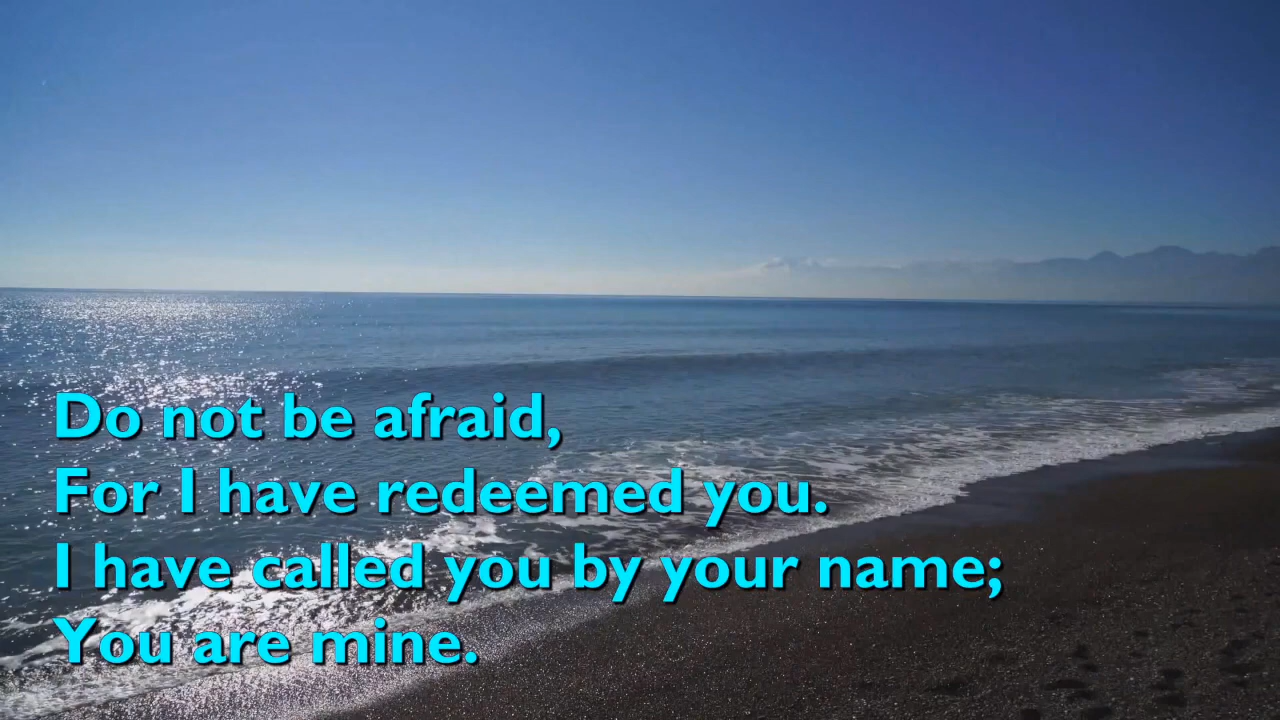 Do not be afraid,
For I have redeemed you.
I have called you by your name;
You are mine.